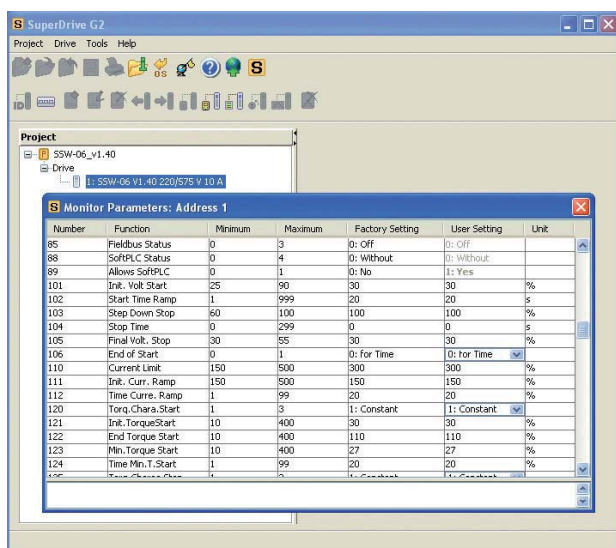 S SuperDrive G2
Project Drive Tools Help
OS ? S
ID
Project
P SSW-06_v1.40
Drive
1: SSW-06 V1.40 220/575 V 10 A
S Monitor Parameters: Address 1
Number Function Minimum Maximum Factory Setting User Setting Unit
85 Fieldbus Status 0 3 0: Off 0: Off
88 SoftPLC Status 0 4 0: Without 0: Without
89 Allows SoftPLC 0 1 0: No 1: Yes
101 Init. Volt Start 25 90 30 30 %
102 Start Time Ramp 1 999 20 20 s
103 Step Down Stop 60 100 100 100 %
104 Stop Time 0 299 0 0 s
105 Final Volt. Stop 30 55 30 30 %
106 End of Start 0 1 0: for Time 0: for Time
110 Current Limit 150 500 300 300 %
111 Init. Curr. Ramp 150 500 150 150 %
112 Time Curre. Ramp 1 99 20 20 %
120 Torq.Chara.Start 1 3 1: Constant 1: Constant
121 Init.TorqueStart 10 400 30 30 %
122 End Torque Start 10 400 110 110 %
123 Min.Torque Start 10 400 27 27 %
124 Time Min.T.Start 1 99 20 20 %